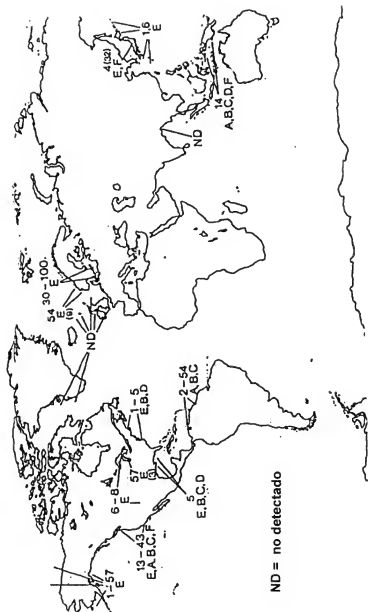 1-57
E
13-43
E,A,B,C,F
6-8
E
57
E
5
E,B,C,D
1-5
E,B,D
2-54
A,B,C
ND
54
E
(9)
30-100
E
ND
4(32)
E,F
1,6
E
14
A,B,C,D,F
ND = no detectado